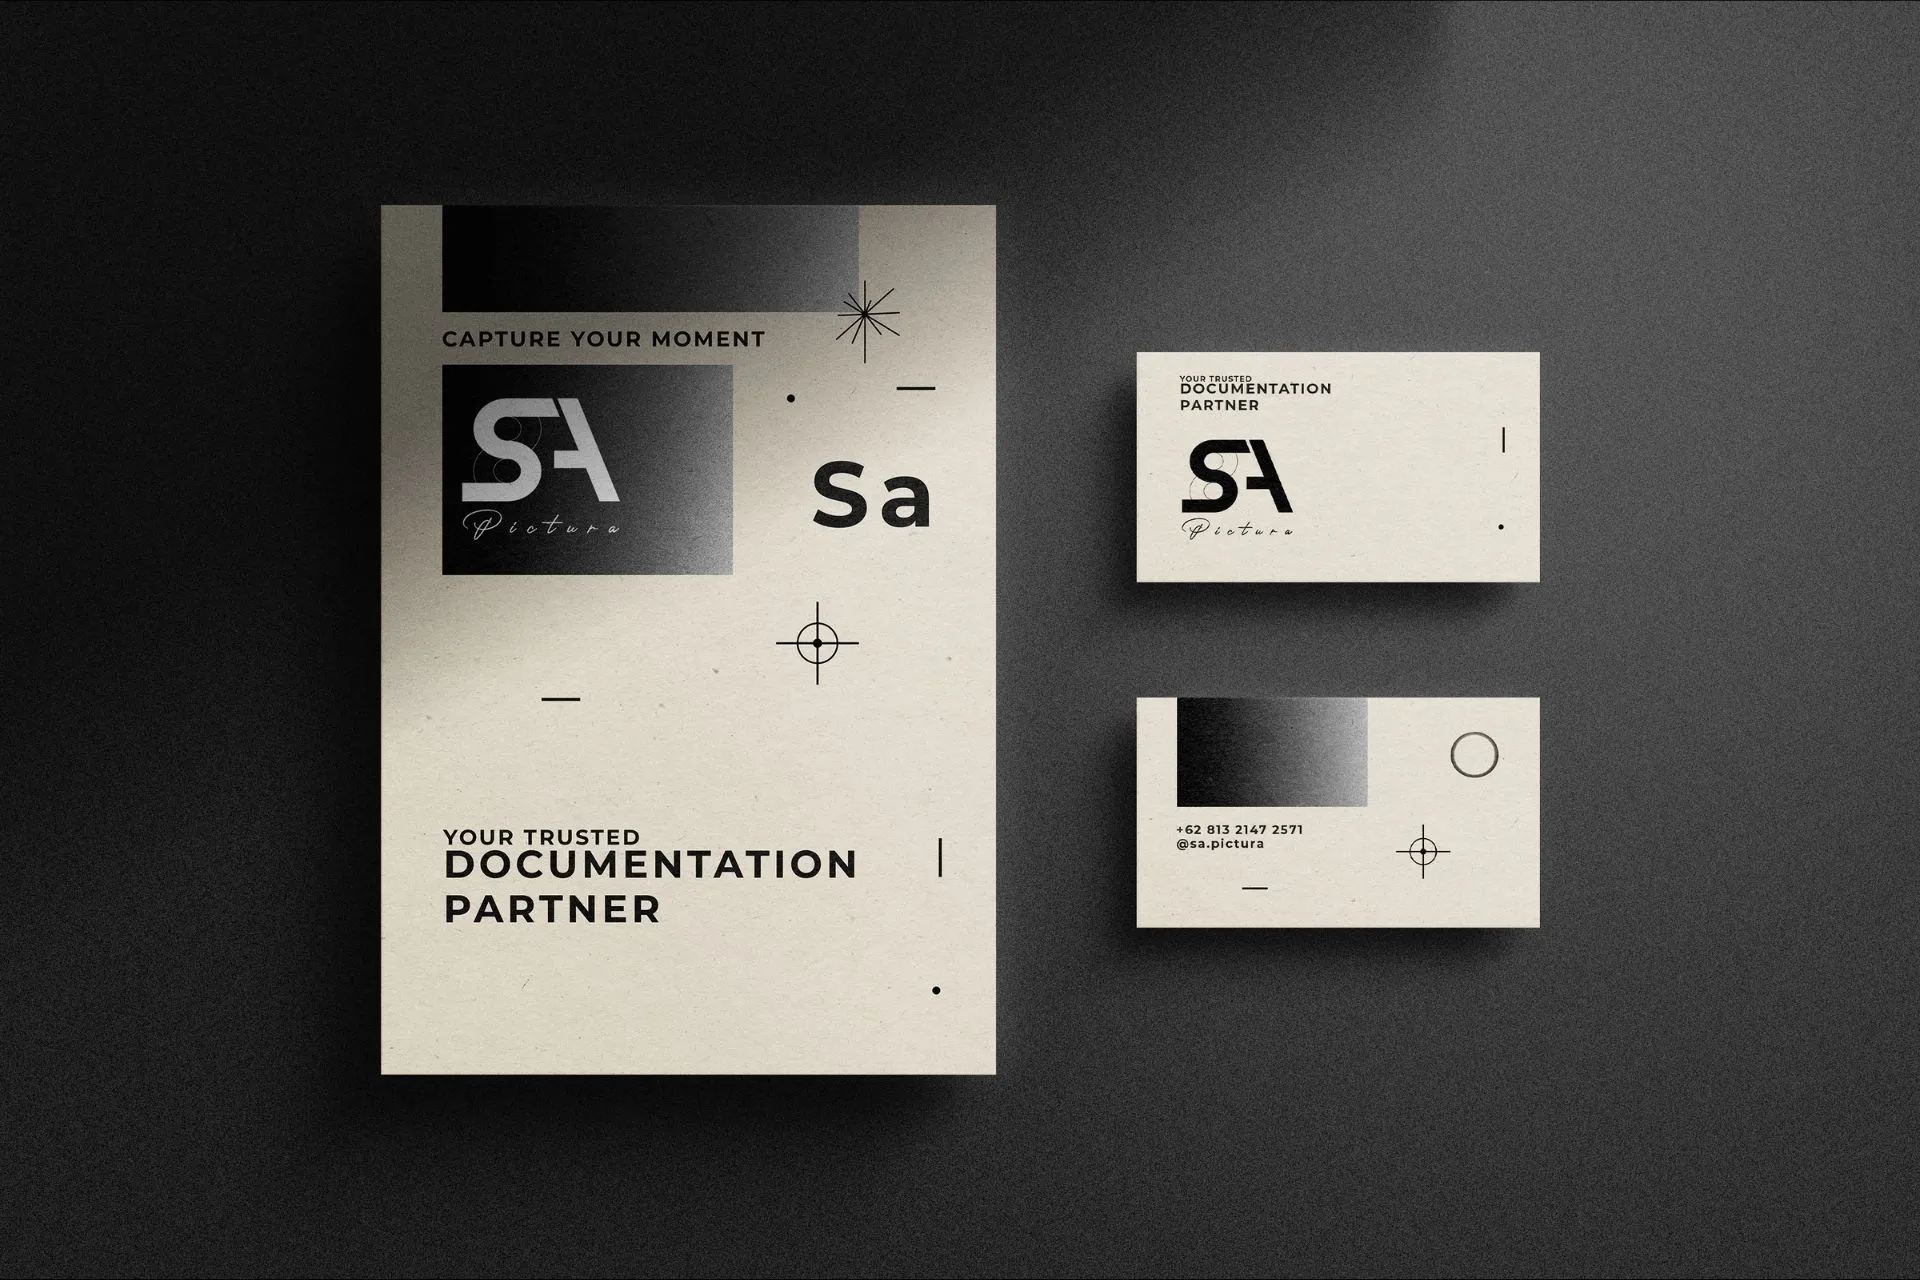 CAPTURE YOUR MOMENT
SA
Pictura
Sa
YOUR TRUSTED
DOCUMENTATION
PARTNER
YOUR TRUSTED
DOCUMENTATION
PARTNER
SA
Pictura
+62 813 2147 2571
@sa.pictura